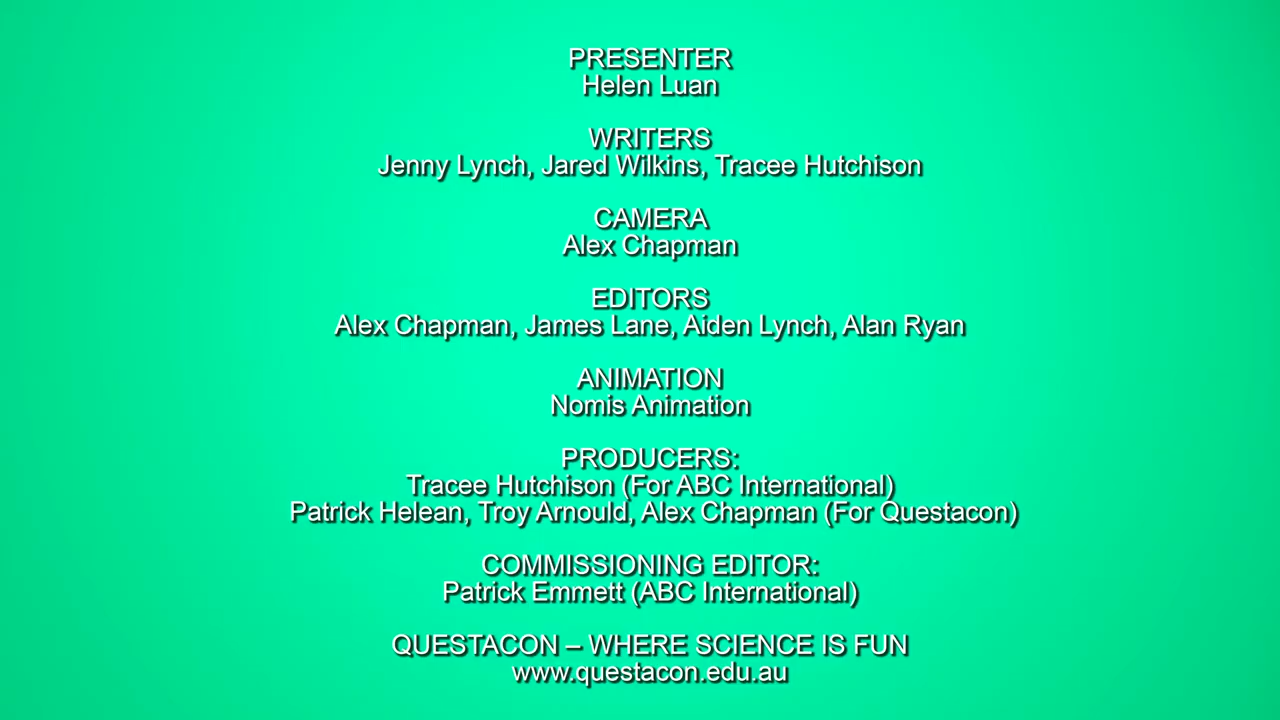 PRESENTER
Helen Luan
WRITERS
Jenny Lynch, Jared Wilkins, Tracee Hutchison
CAMERA
Alex Chapman
EDITORS
Alex Chapman, James Lane, Aiden Lynch, Alan Ryan
ANIMATION
Nomis Animation
PRODUCERS:
Tracee Hutchison (For ABC International)
Patrick Helean, Troy Arnould, Alex Chapman (For Questacon)
COMMISSIONING EDITOR:
Patrick Emmett (ABC International)
QUESTACON – WHERE SCIENCE IS FUN
www.questacon.edu.au